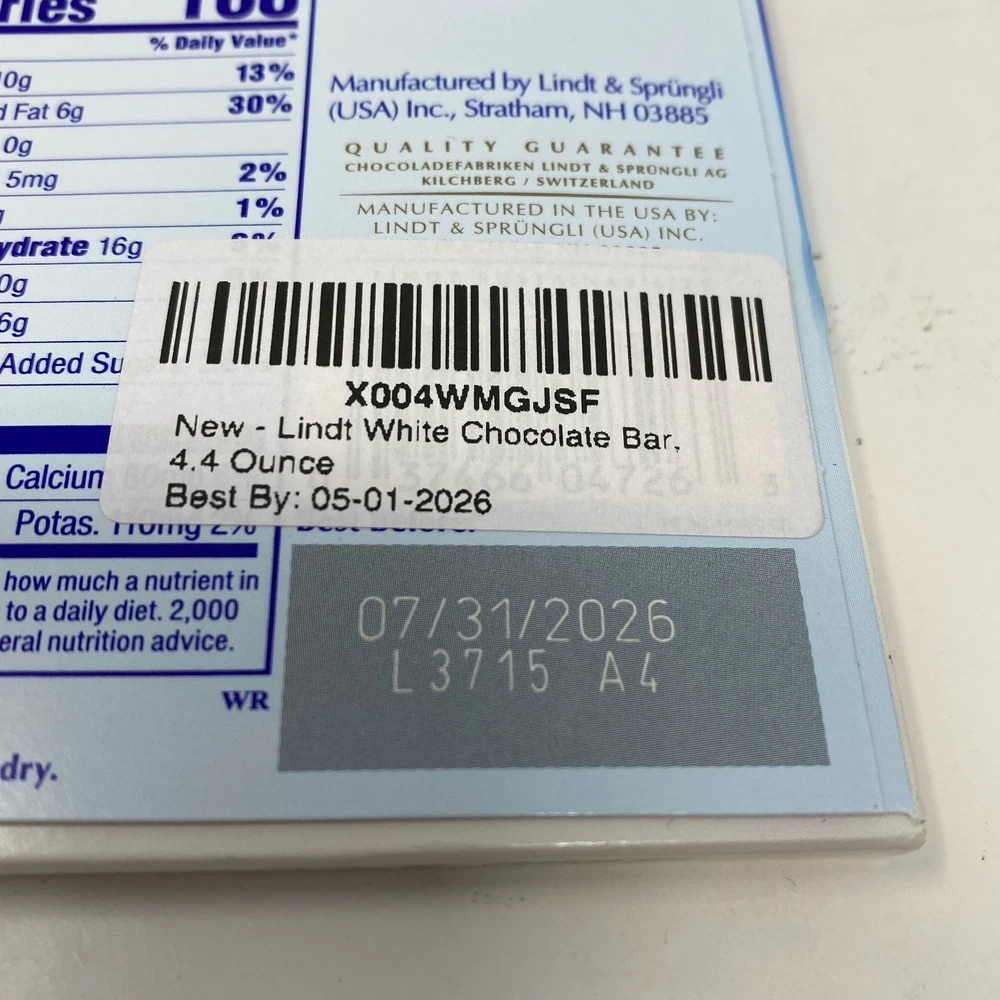 % Daily Value*
0g 13%
d Fat 6g 30%
0g
5mg 2%
1%
ydrate 16g
0g
6g
Added Su
Calcium
Potas. 110mg 2%
how much a nutrient in
to a daily diet. 2,000
eral nutrition advice.
WR
dry.
Manufactured by Lindt & Sprüngli
(USA) Inc., Stratham, NH 03885
QUALITY GUARANTEE
CHOCOLADEFABRIKEN LINDT & SPRÜNGLI AG
KILCHBERG / SWITZERLAND
MANUFACTURED IN THE USA BY:
LINDT & SPRÜNGLI (USA) INC.
X004WMGJSF
New - Lindt White Chocolate Bar,
4.4 Ounce
Best By: 05-01-2026
37466 04726 3
Best Before:
07/31/2026
L3715 A4